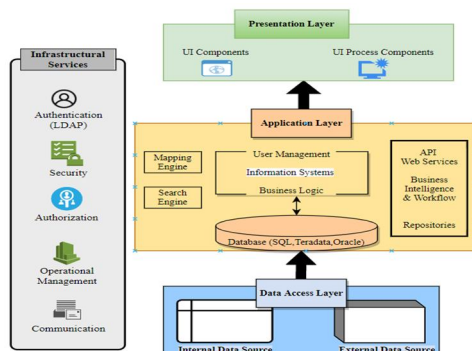 Presentation Layer
UI Components
UI Process Components
Infrastructural
Services
Authentication
(LDAP)
Security
Authorization
Operational
Management
Communication
Application Layer
Mapping
Engine
Search
Engine
User Management
Information Systems
Business Logic
Database (SQL,Teradata,Oracle)
API
Web Services
Business
Intelligence
& Workflow
Repositories
Data Access Layer
Internal Data Source
External Data Source